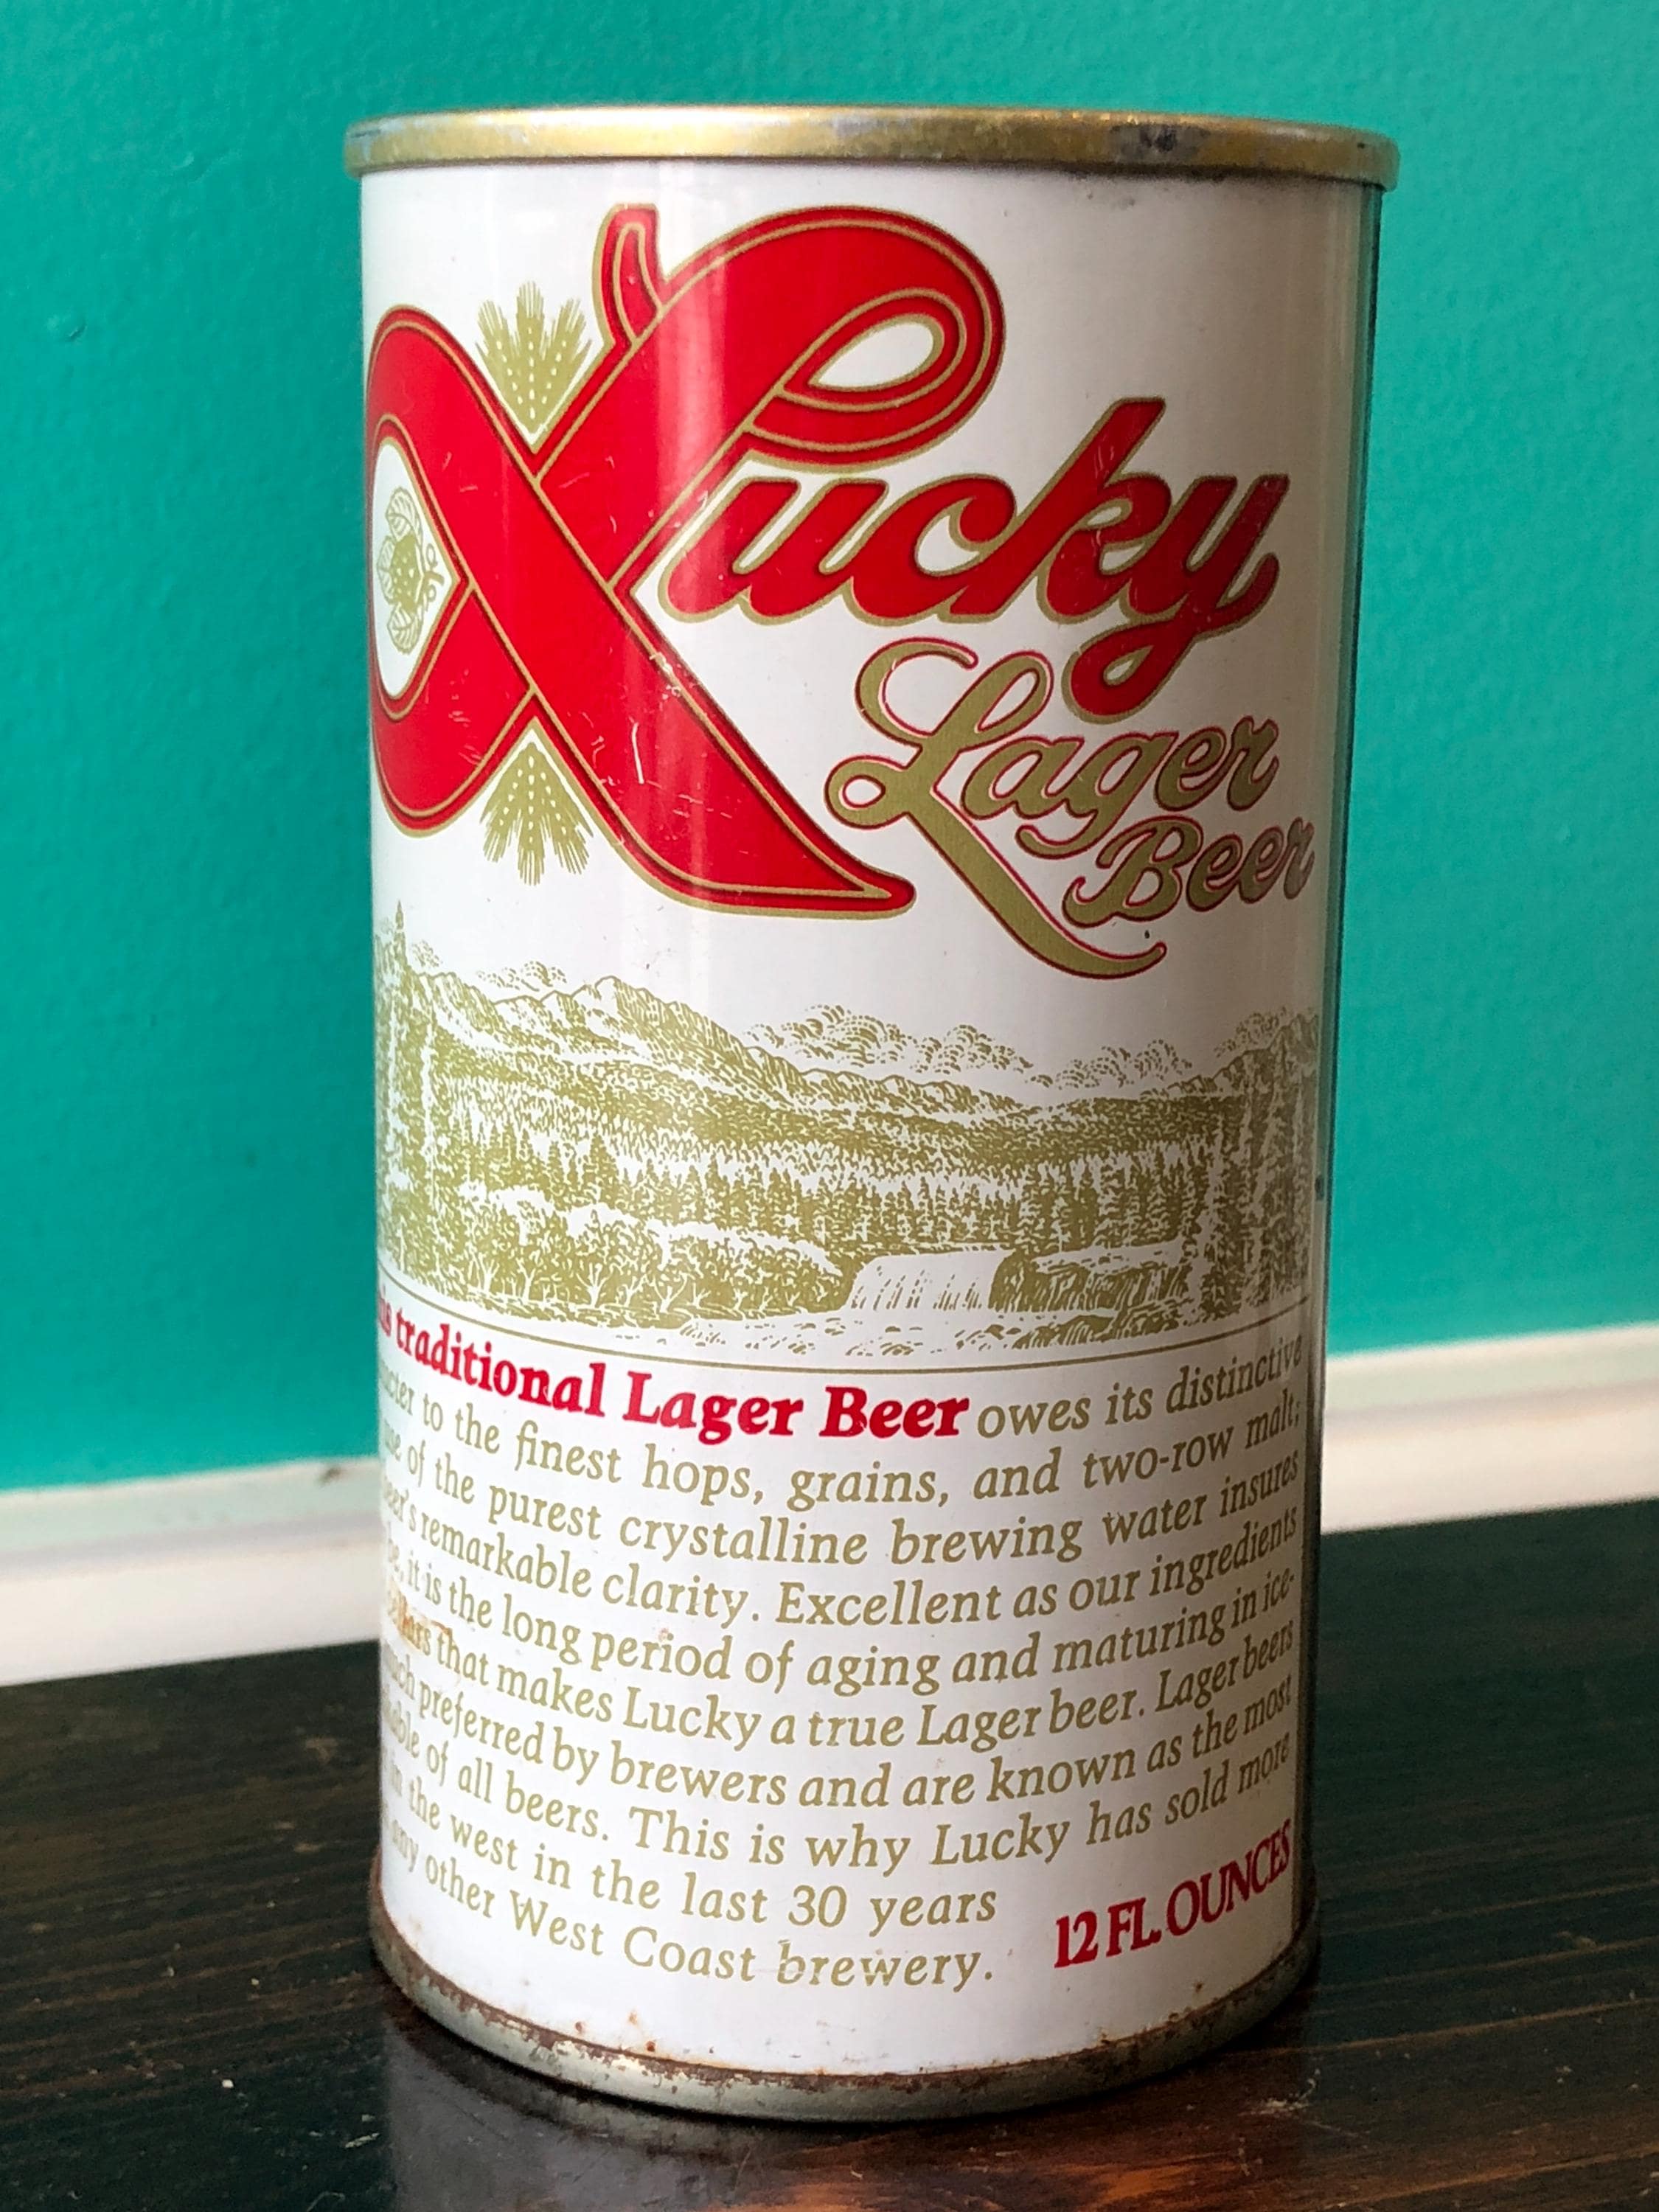 Lucky
Lager
Beer
traditional Lager Beer owes its distinctive
to the finest hops, grains, and two-row malt;
of the purest crystalline brewing water insures
remarkable clarity. Excellent as our ingredients
it is the long period of aging and maturing in ice-
that makes Lucky a true Lager beer. Lager beers
preferred by brewers and are known as the most
of all beers. This is why Lucky has sold more
in the west in the last 30 years
any other West Coast brewery.
12 FL. OUNCES